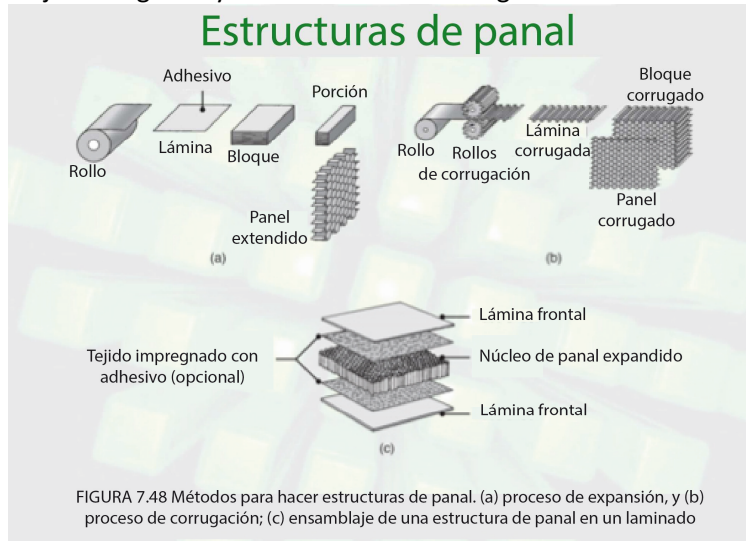 Estructuras de panal
Adhesivo
Porción
Lámina
Bloque
Rollo
Panel
extendido
(a)
Bloque
corrugado
Rollo
Rollos
de corrugación
Lámina
corrugada
Panel
corrugado
(b)
Lámina frontal
Tejido impregnado con
adhesivo (opcional)
Núcleo de panal expandido
Lámina frontal
(c)
FIGURA 7.48 Métodos para hacer estructuras de panal. (a) proceso de expansión, y (b)
proceso de corrugación; (c) ensamblaje de una estructura de panal en un laminado